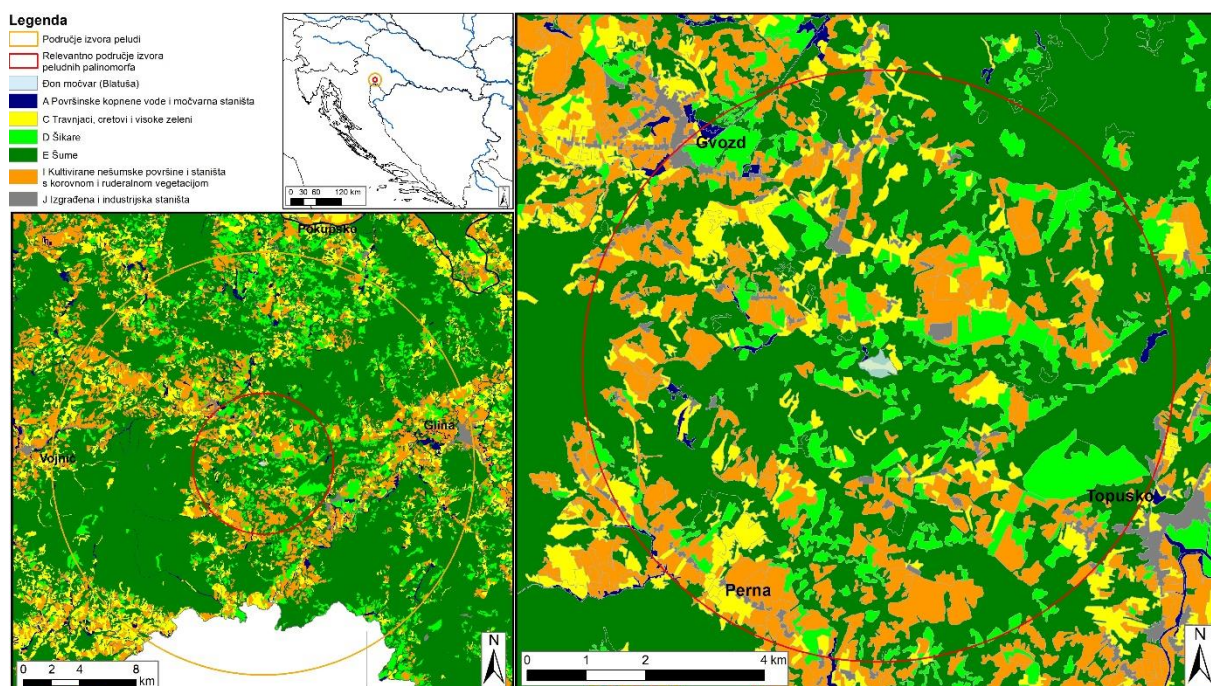 Legenda
Područje izvora peludi
Relevantno područje izvora
peludnih palinomorfa
Đon močvar (Blatuša)
A Površinske kopnene vode i močvarna staništa
C Travnjaci, cretovi i visoke zeleni
D Šikare
E Šume
I Kultivirane nešumske površine i staništa
s korovnom i ruderalnom vegetacijom
J Izgrađena i industrijska staništa
0 30 60 120 km
N
Pokupsko
Glina
Vojnić
0 4 8
km
N
Gvozd
Topusko
Perna
0 1 2 4 km
N